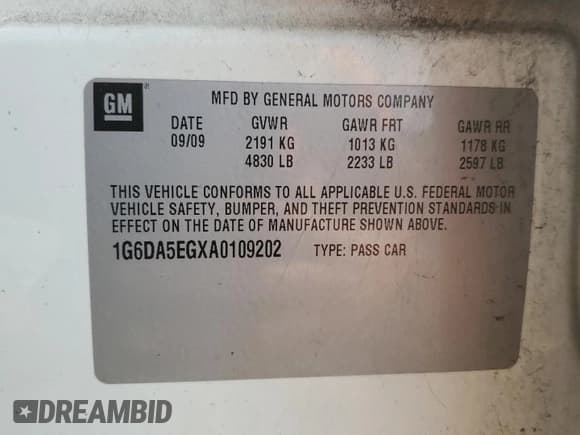 GM
MFD BY GENERAL MOTORS COMPANY
DATE GVWR GAWR FRT GAWR RR
09/09 2191 KG 1013 KG 1178 KG
4830 LB 2233 LB 2597 LB
THIS VEHICLE CONFORMS TO ALL APPLICABLE U.S. FEDERAL MOTOR
VEHICLE SAFETY, BUMPER, AND THEFT PREVENTION STANDARDS IN
EFFECT ON THE DATE OF MANUFACTURE SHOWN ABOVE.
1G6DA5EGXA0109202 TYPE: PASS CAR
DREAMBID